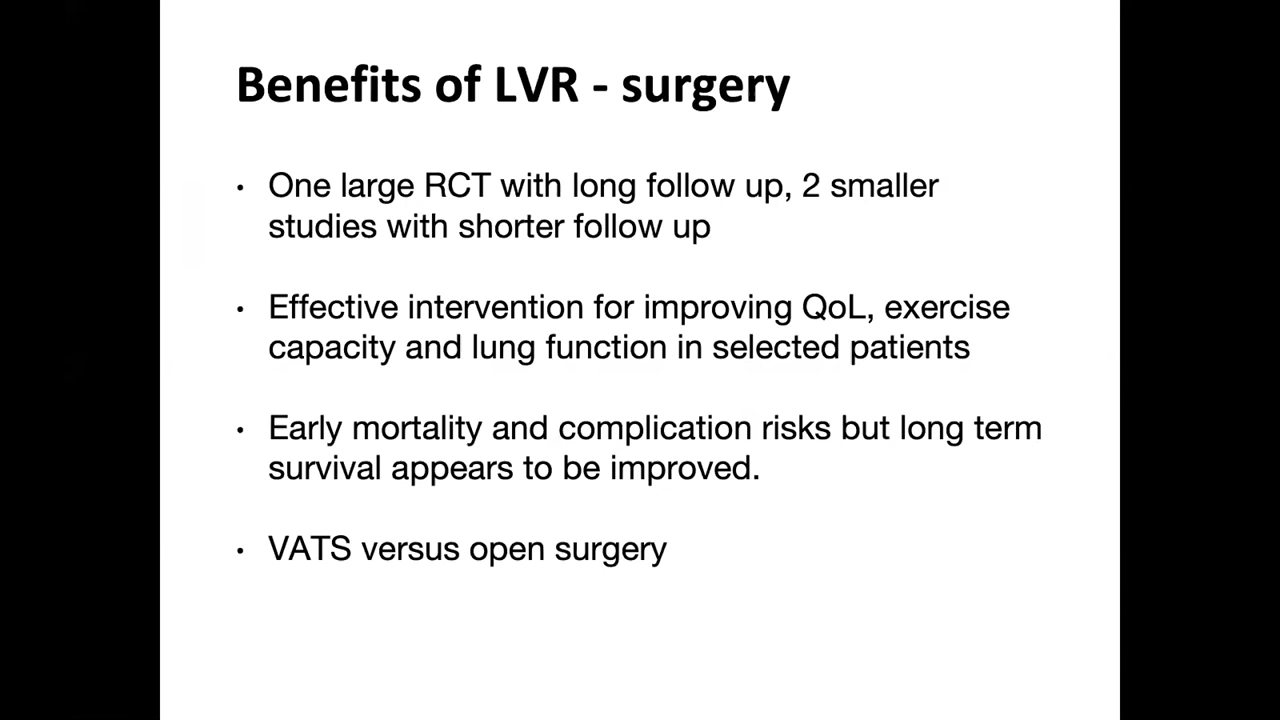 Benefits of LVR - surgery
• One large RCT with long follow up, 2 smaller
studies with shorter follow up
• Effective intervention for improving QoL, exercise
capacity and lung function in selected patients
• Early mortality and complication risks but long term
survival appears to be improved.
• VATS versus open surgery